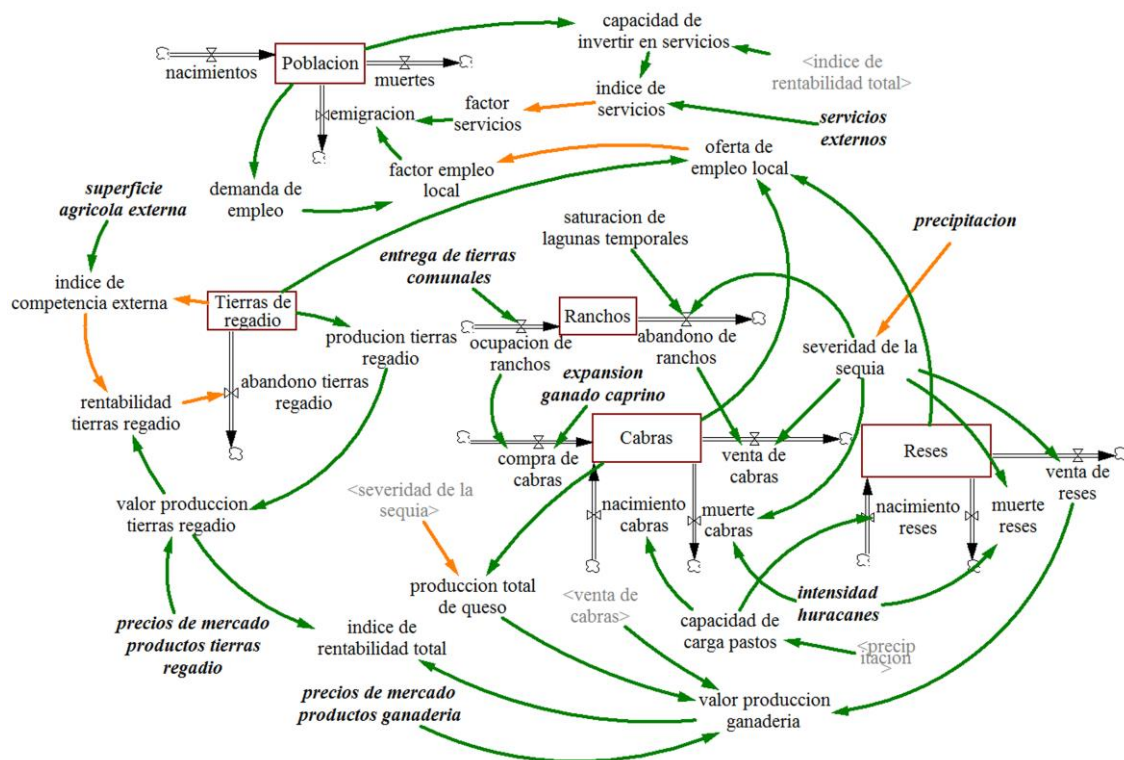 capacidad de
invertir en servicios
Poblacion
nacimientos
muertes
<indice de
rentabilidad total>
emigracion
factor
servicios
indice de
servicios
servicios
externos
oferta de
empleo local
factor empleo
local
demanda de
empleo
superficie
agricola externa
saturacion de
lagunas temporales
precipitacion
entrega de tierras
comunales
indice de
competencia externa
Tierras de
regadio
Ranchos
producion tierras
regadio
ocupacion de
ranchos
abandono de
ranchos
severidad de la
sequia
expansion
ganado caprino
abandono tierras
regadio
rentabilidad
tierras regadio
Cabras
Reses
compra de
cabras
venta de
cabras
venta de
reses
<severidad de la
sequia>
valor produccion
tierras regadio
nacimiento
cabras
muerte
cabras
nacimiento
reses
muerte
reses
produccion total
de queso
<venta de
cabras>
capacidad de
carga pastos
intensidad
huracanes
<precip
itacion
>
precios de mercado
productos tierras
regadio
indice de
rentabilidad total
precios de mercado
productos ganaderia
valor produccion
ganaderia